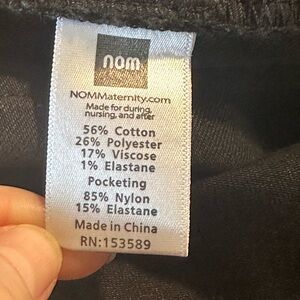 nom
NOMMaternity.com
Made for during,
nursing, and after
56% Cotton
26% Polyester
17% Viscose
1% Elastane
Pocketing
85% Nylon
15% Elastane
Made in China
RN:153589